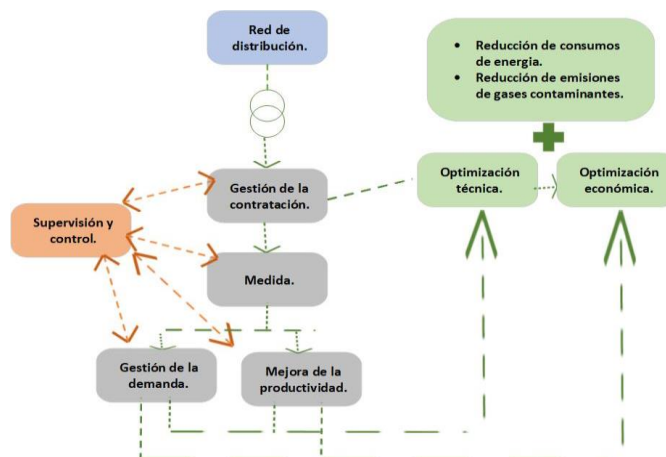 Red de
distribución.
• Reducción de consumos
de energia.
• Reducción de emisiones
de gases contaminantes.
Gestión de la
contratación.
Optimización
técnica.
Optimización
económica.
Supervisión y
control.
Medida.
Gestión de la
demanda.
Mejora de la
productividad.